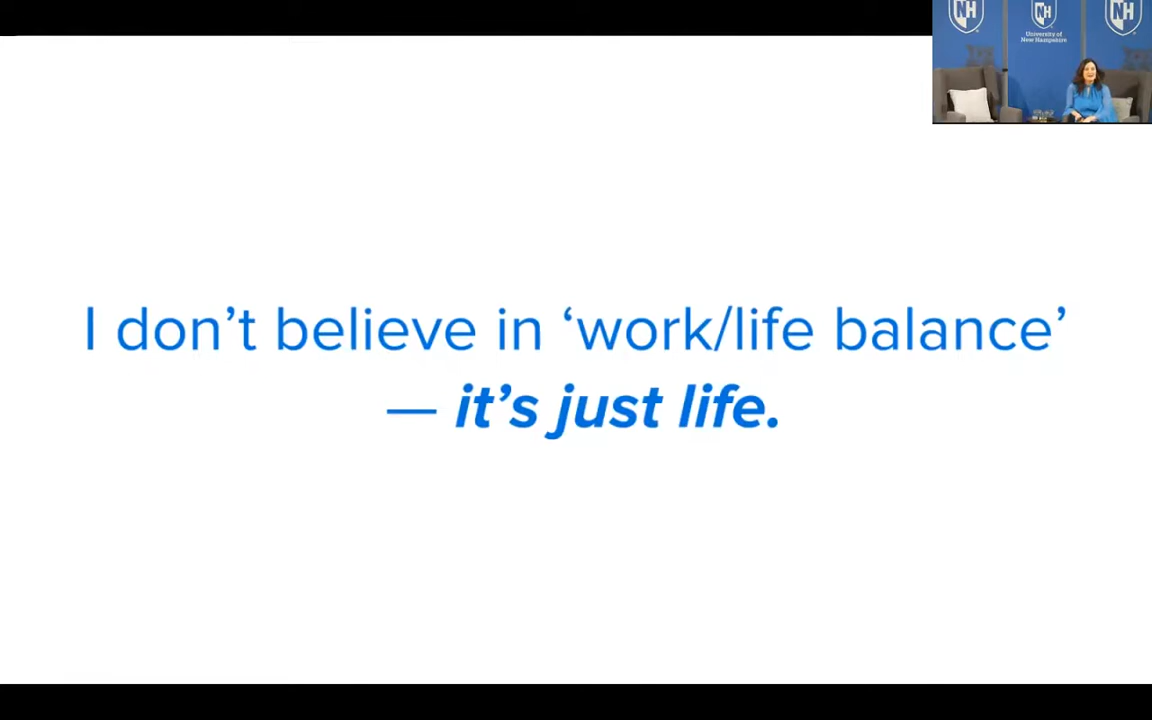 NH
NH
NH
University of
New Hampshire
I don’t believe in ‘work/life balance’
— it’s just life.